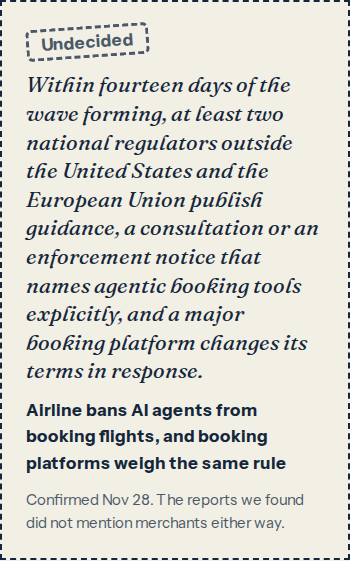 Undecided
Within fourteen days of the
wave forming, at least two
national regulators outside
the United States and the
European Union publish
guidance, a consultation or an
enforcement notice that
names agentic booking tools
explicitly, and a major
booking platform changes its
terms in response.
Airline bans AI agents from
booking flights, and booking
platforms weigh the same rule
Confirmed Nov 28. The reports we found
did not mention merchants either way.